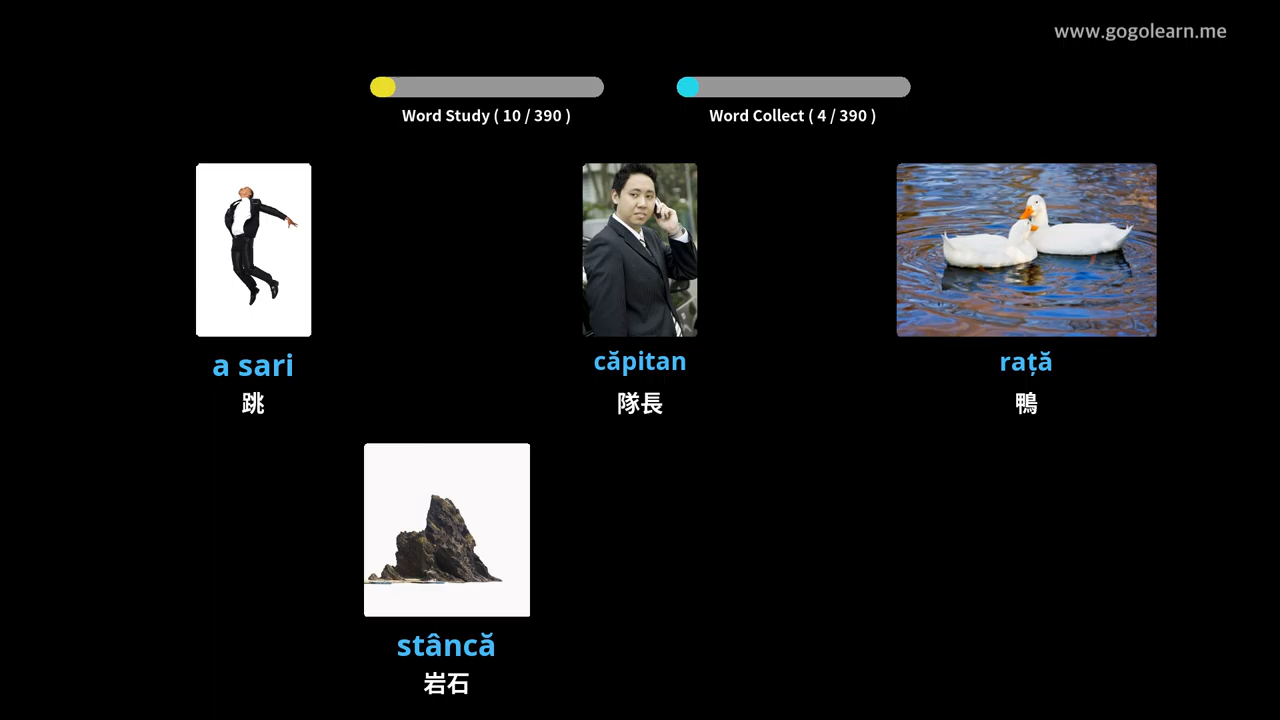 www.gogolearn.me
Word Study ( 10 / 390 )
Word Collect ( 4 / 390 )
a sari
跳
căpitan
隊長
rață
鴨
stâncă
岩石